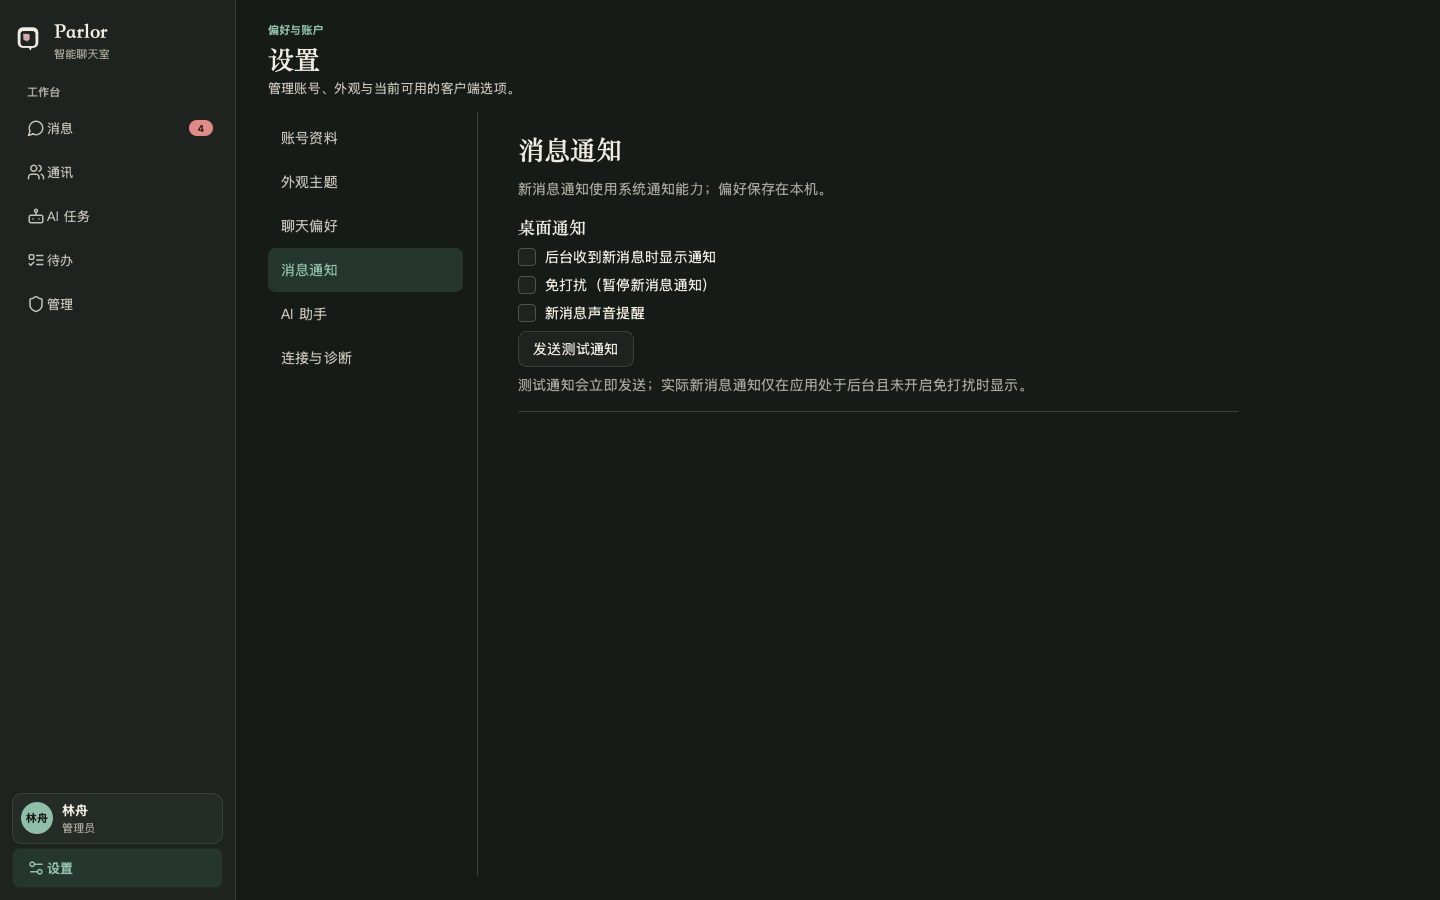 Parlor
智能聊天室
工作台
消息
4
通讯
AI 任务
待办
管理
林舟
林舟
管理员
设置
偏好与账户
设置
管理账号、外观与当前可用的客户端选项。
账号资料
外观主题
聊天偏好
消息通知
AI 助手
连接与诊断
消息通知
新消息通知使用系统通知能力；偏好保存在本机。
桌面通知
后台收到新消息时显示通知
免打扰（暂停新消息通知）
新消息声音提醒
发送测试通知
测试通知会立即发送；实际新消息通知仅在应用处于后台且未开启免打扰时显示。